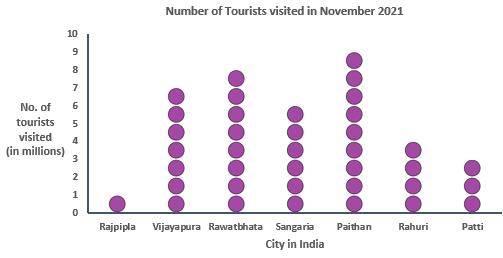 Number of Tourists visited in November 2021
10
9
8
7
6
5
4
3
2
1
0
No. of
tourists
visited
(in millions)
Rajpipla Vijayapura Rawatbhata Sangaria Paithan Rahuri Patti
City in India